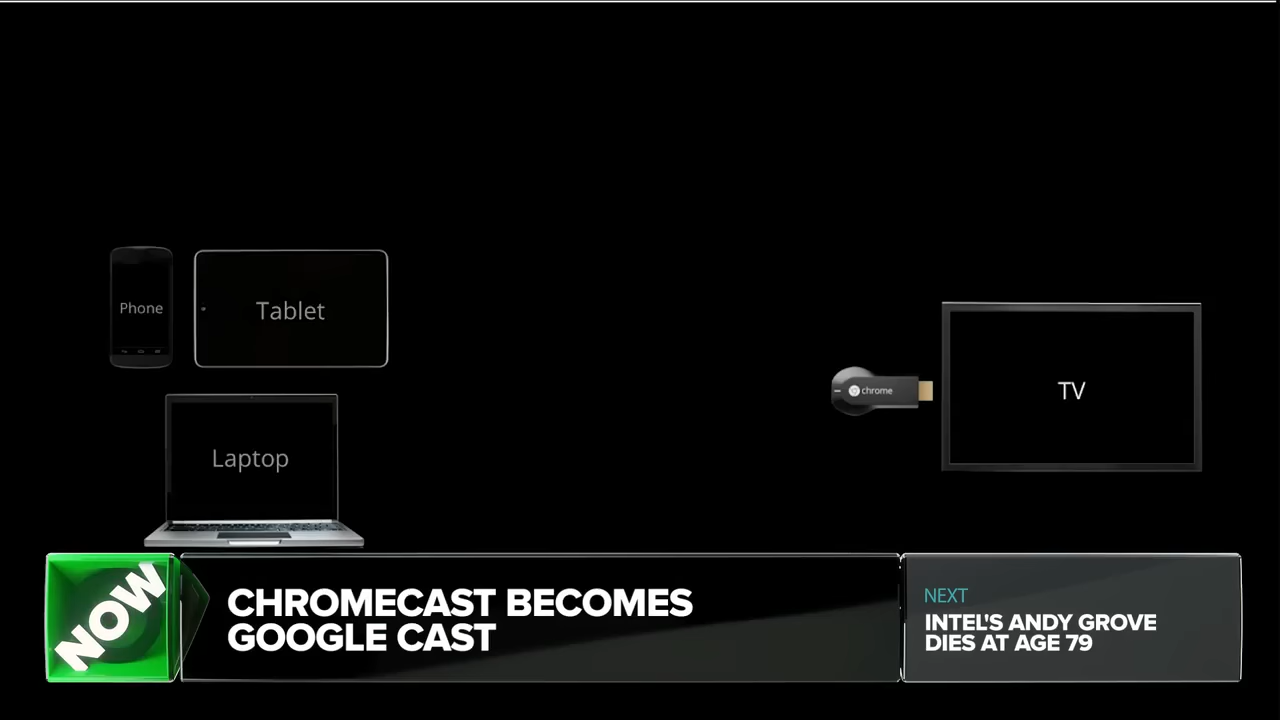 Phone
Tablet
chrome
TV
Laptop
NOW
CHROMECAST BECOMES
GOOGLE CAST
NEXT
INTEL'S ANDY GROVE
DIES AT AGE 79